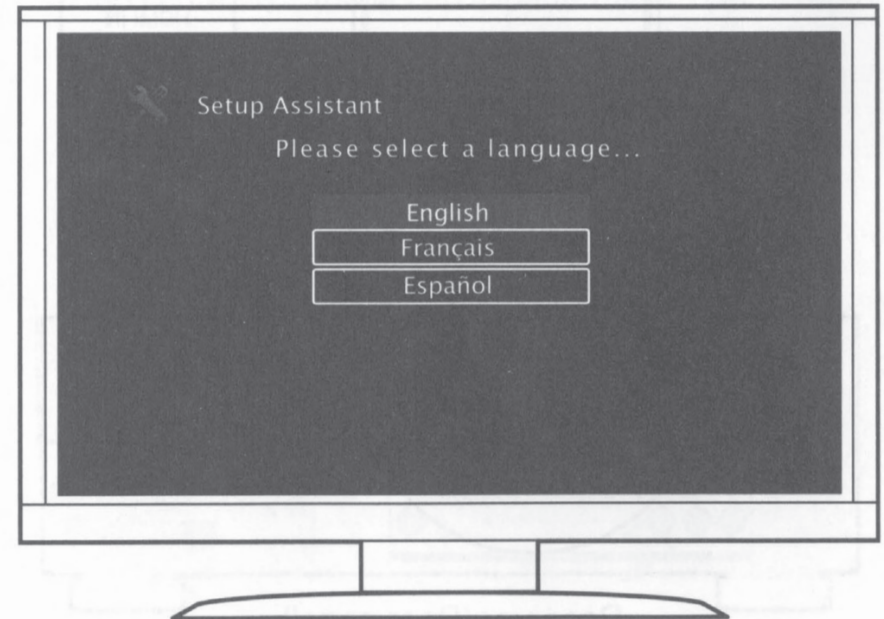 Setup Assistant
Please select a language...
English
Français
Español